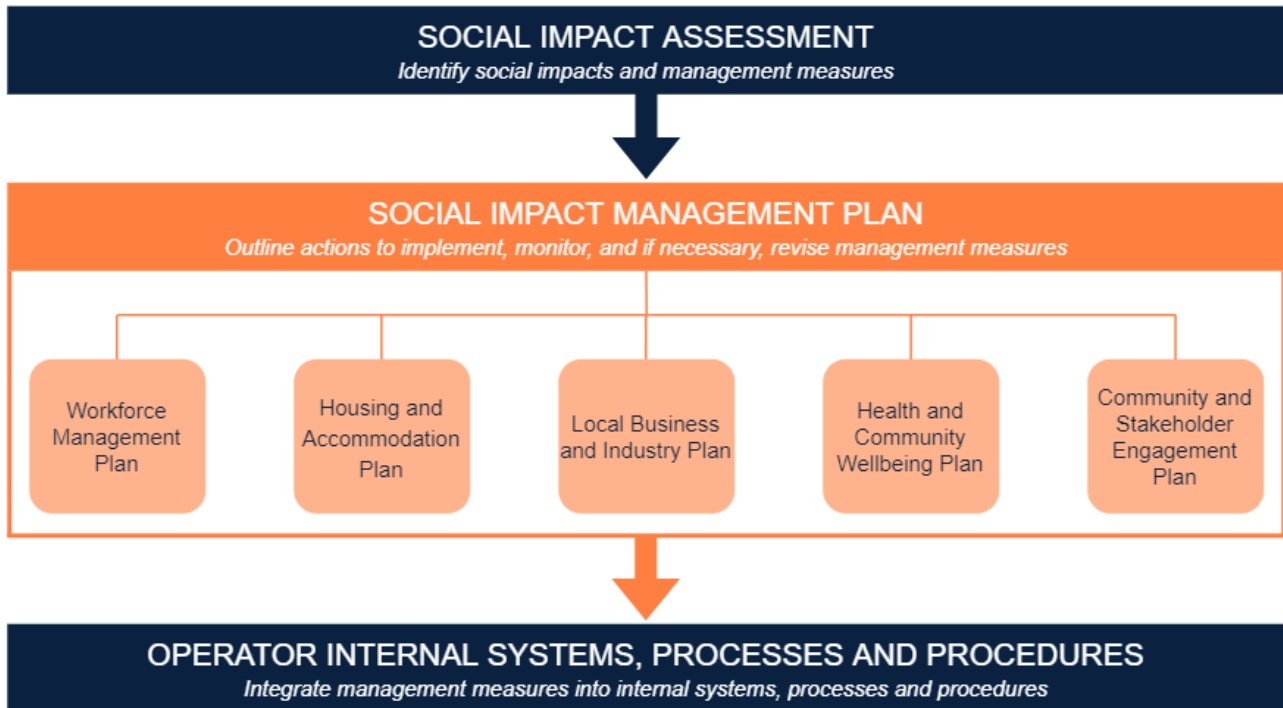 SOCIAL IMPACT ASSESSMENT
Identify social impacts and management measures
SOCIAL IMPACT MANAGEMENT PLAN
Outline actions to implement, monitor, and if necessary, revise management measures
Workforce
Management
Plan
Housing and
Accommodation
Plan
Local Business
and Industry Plan
Health and
Community
Wellbeing Plan
Community and
Stakeholder
Engagement
Plan
OPERATOR INTERNAL SYSTEMS, PROCESSES AND PROCEDURES
Integrate management measures into internal systems, processes and procedures